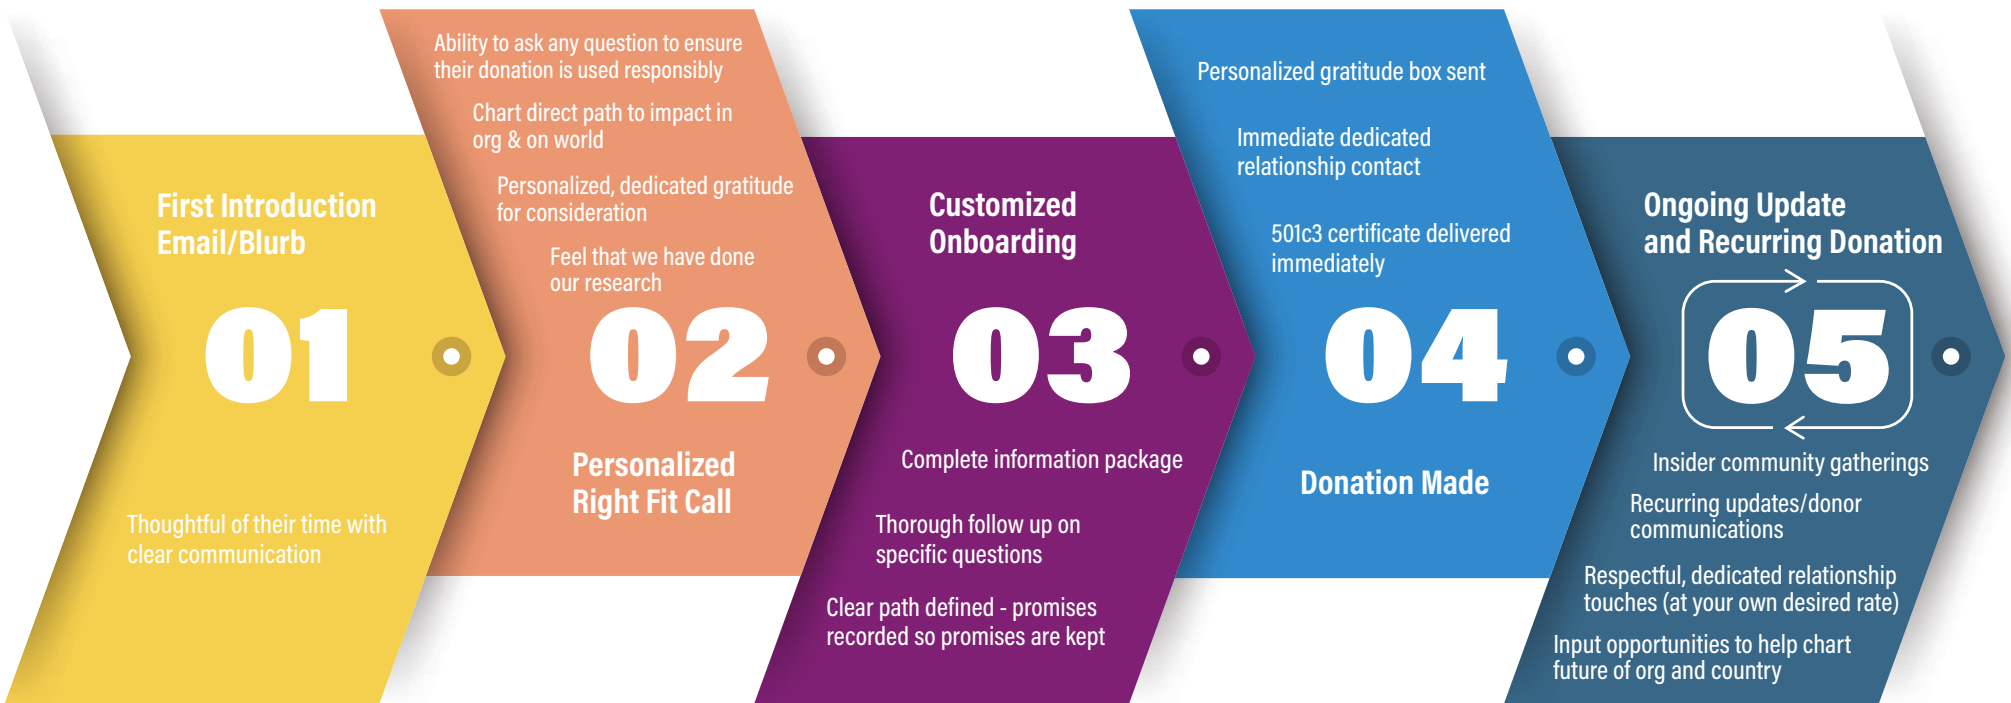 First Introduction
Email/Blurb
01
Thoughtful of their time with
clear communication
Ability to ask any question to ensure
their donation is used responsibly
Chart direct path to impact in
org & on world
Personalized, dedicated gratitude
for consideration
Feel that we have done
our research
02
Personalized
Right Fit Call
Customized
Onboarding
03
Complete information package
Thorough follow up on
specific questions
Clear path defined - promises
recorded so promises are kept
Personalized gratitude box sent
Immediate dedicated
relationship contact
501c3 certificate delivered
immediately
04
Donation Made
Ongoing Update
and Recurring Donation
05
Insider community gatherings
Recurring updates/donor
communications
Respectful, dedicated relationship
touches (at your own desired rate)
Input opportunities to help chart
future of org and country